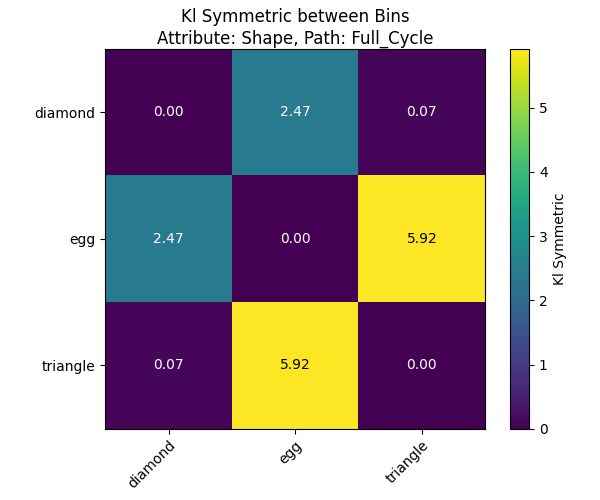 Kl Symmetric between Bins
Attribute: Shape, Path: Full_Cycle
diamond
0.00 2.47 0.07
egg
2.47 0.00 5.92
triangle
0.07 5.92 0.00
diamond egg triangle
5
4
3
2
1
0
Kl Symmetric